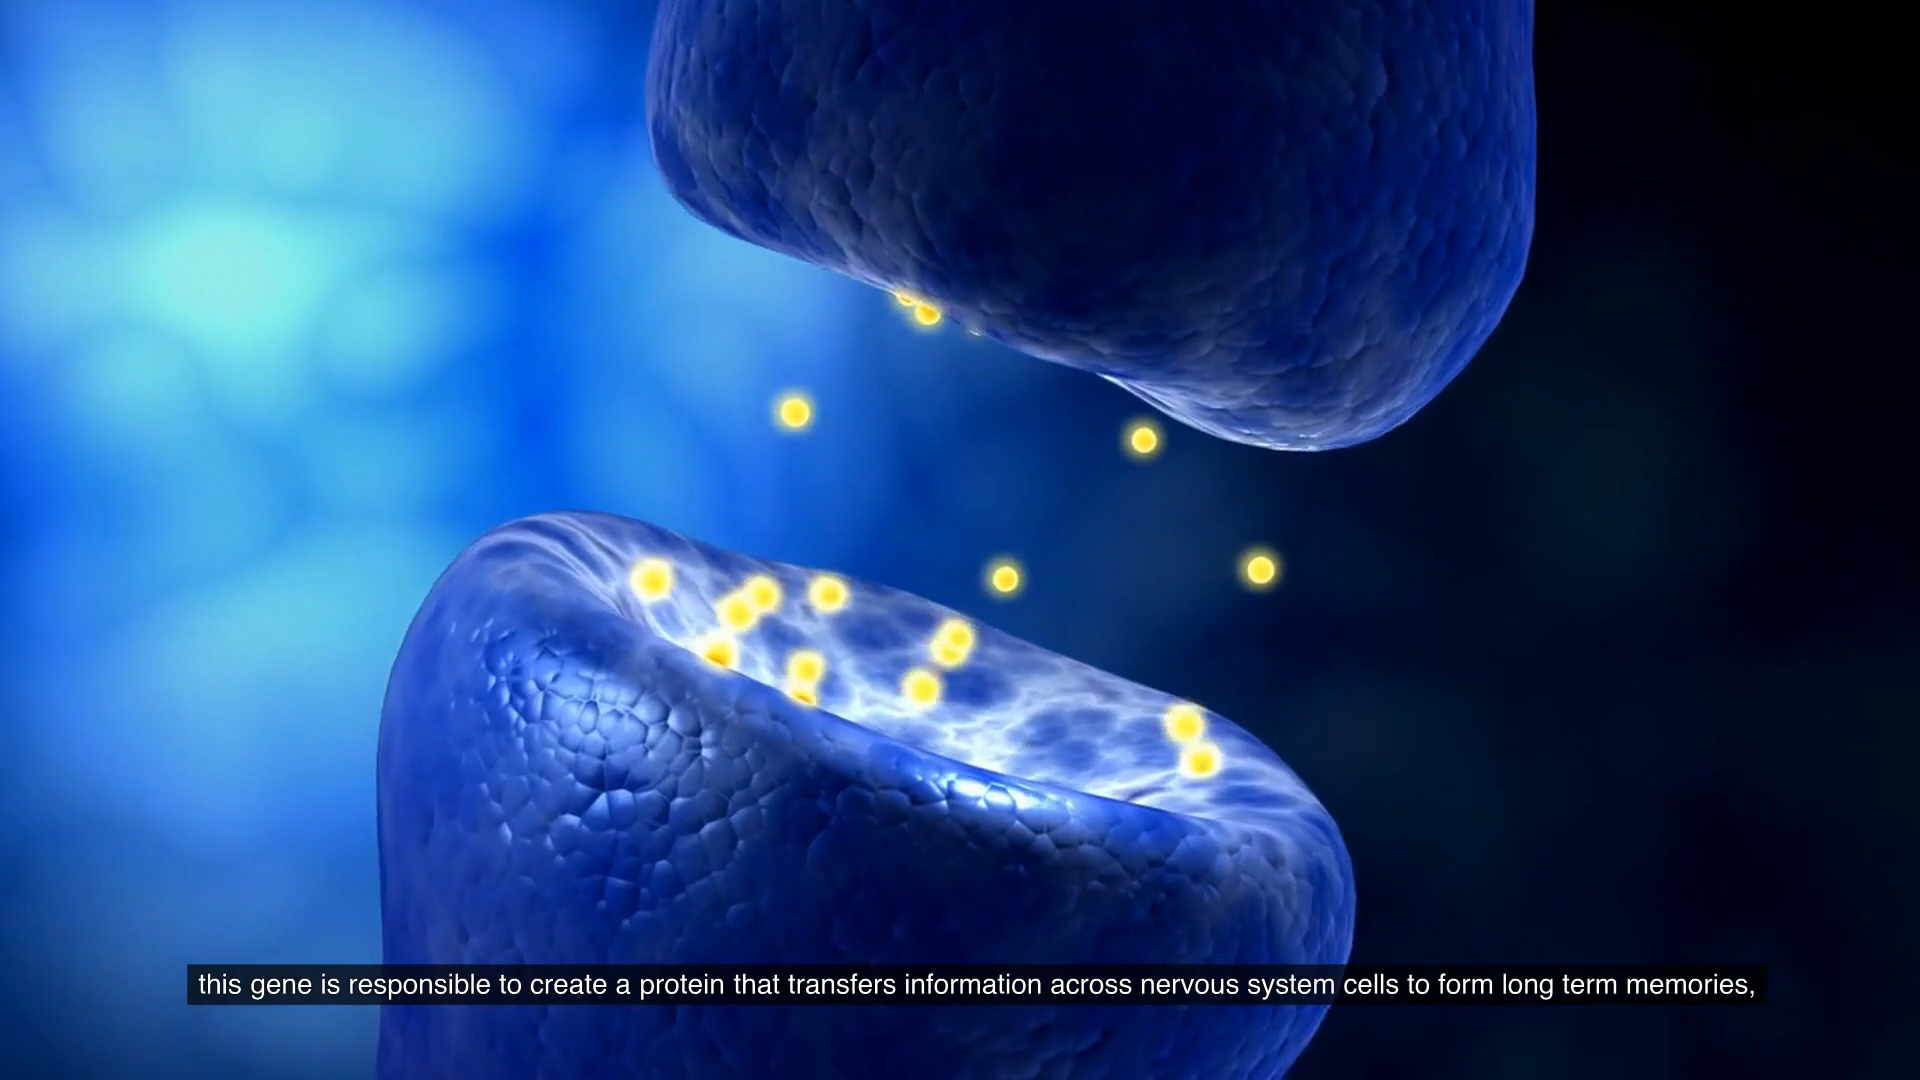 this gene is responsible to create a protein that transfers information across nervous system cells to form long term memories,